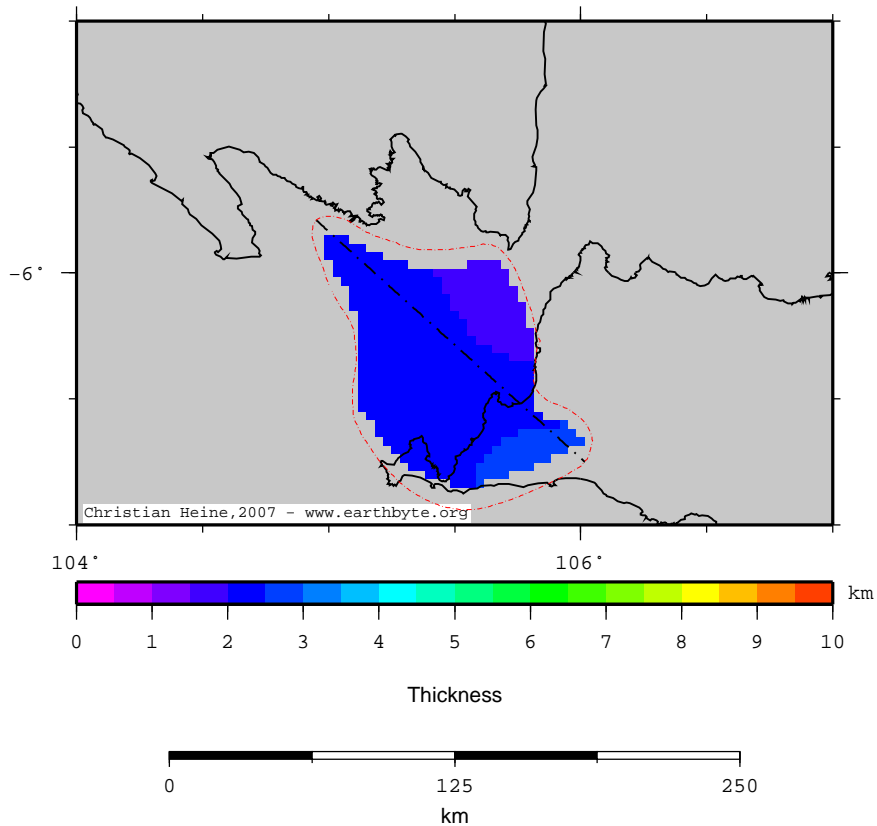 -6°
Christian Heine,2007 - www.earthbyte.org
104° 106°
km
0 1 2 3 4 5 6 7 8 9 10
Thickness
0 125 250
km